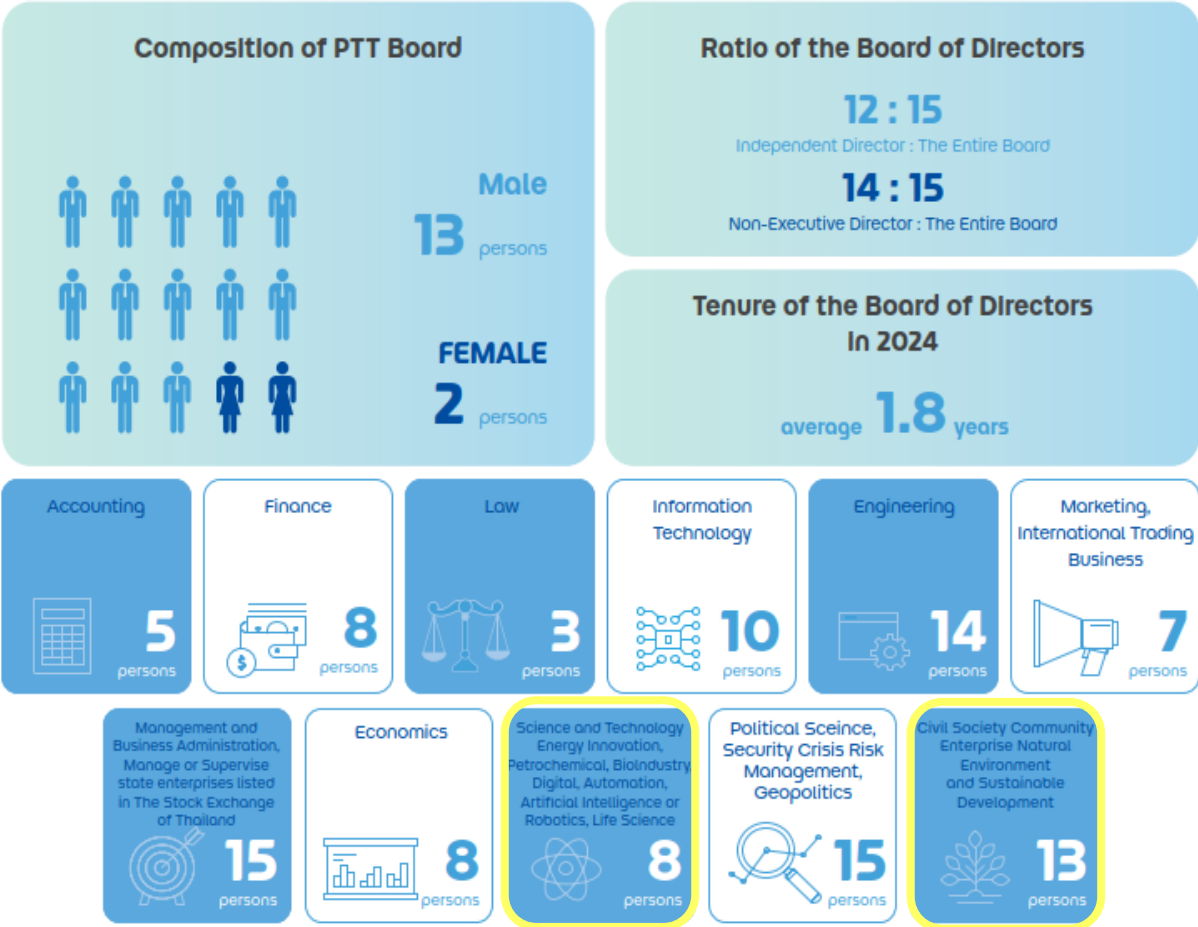 Composition of PTT Board
Male
13 persons
FEMALE
2 persons
Ratio of the Board of Directors
12 : 15
Independent Director : The Entire Board
14 : 15
Non-Executive Director : The Entire Board
Tenure of the Board of Directors
In 2024
average 1.8 years
Accounting
5
persons
Finance
$
8
persons
Law
3
persons
Information
Technology
10
persons
Engineering
14
persons
Marketing,
International Trading
Business
7
persons
Management and
Business Administration,
Manage or Supervise
state enterprises listed
in The Stock Exchange
of Thailand
15
persons
Economics
8
persons
Science and Technology
Energy Innovation,
Petrochemical, BioIndustry,
Digital, Automation,
Artificial Intelligence or
Robotics, Life Science
8
persons
Political Sceince,
Security Crisis Risk
Management,
Geopolitics
15
persons
Civil Society Community
Enterprise Natural
Environment
and Sustainable
Development
13
persons